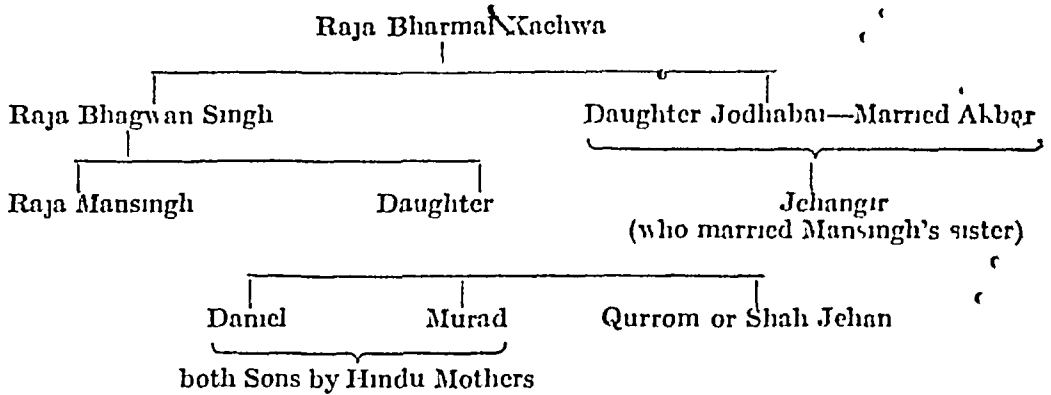 Raja Bharmal Kachwa
Raja Bhagwan Singh Daughter Jodhabai—Married Akbar
Raja Mansingh Daughter Jehangir
(who married Mansingh's sister)
Daniel Murad Qurrom or Shah Jehan
both Sons by Hindu Mothers